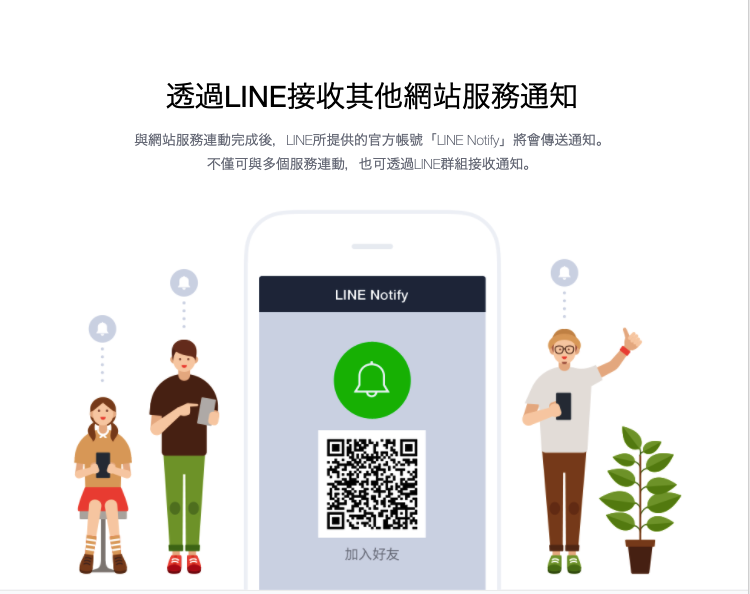 透過LINE接收其他網站服務通知
與網站服務連動完成後，LINE所提供的官方帳號「LINE Notify」將會傳送通知。
不僅可與多個服務連動，也可透過LINE群組接收通知。
LINE Notify
加入好友